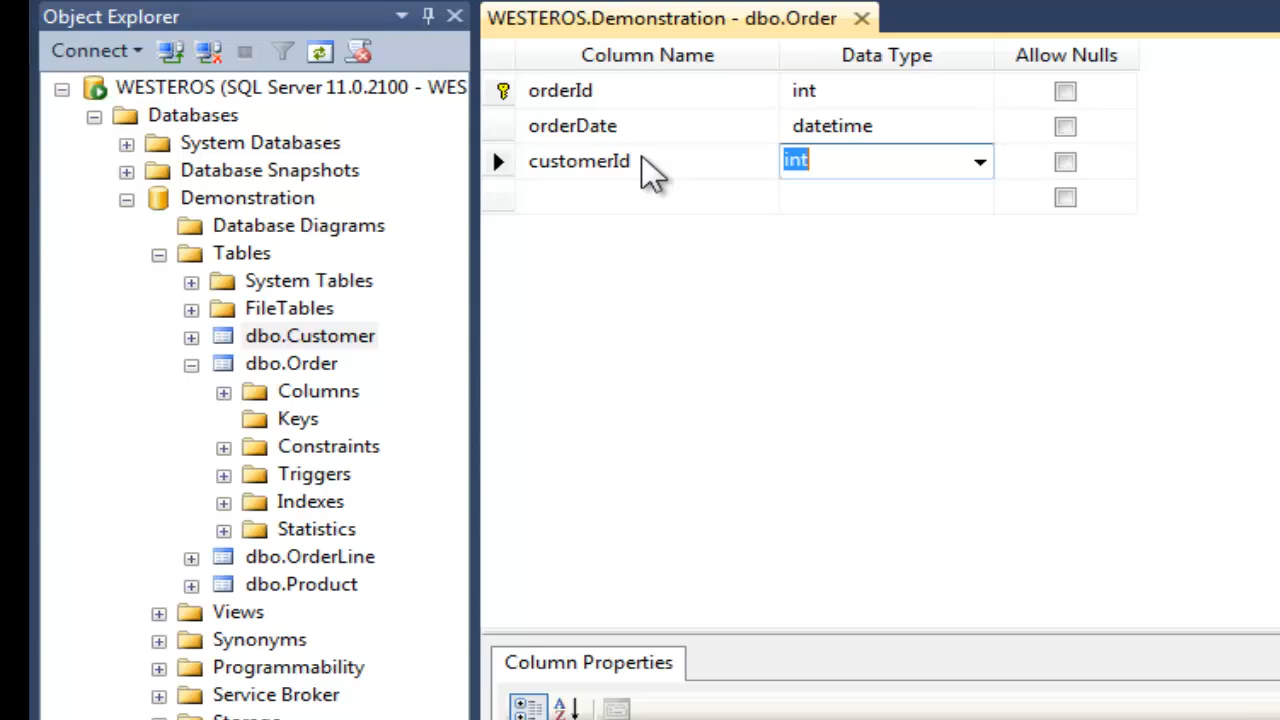 Object Explorer
Connect
WESTEROS (SQL Server 11.0.2100 - WES
Databases
System Databases
Database Snapshots
Demonstration
Database Diagrams
Tables
System Tables
FileTables
dbo.Customer
dbo.Order
Columns
Keys
Constraints
Triggers
Indexes
Statistics
dbo.OrderLine
dbo.Product
Views
Synonyms
Programmability
Service Broker
WESTEROS.Demonstration - dbo.Order
Column Name Data Type Allow Nulls
orderId int
orderDate datetime
customerId int
Column Properties